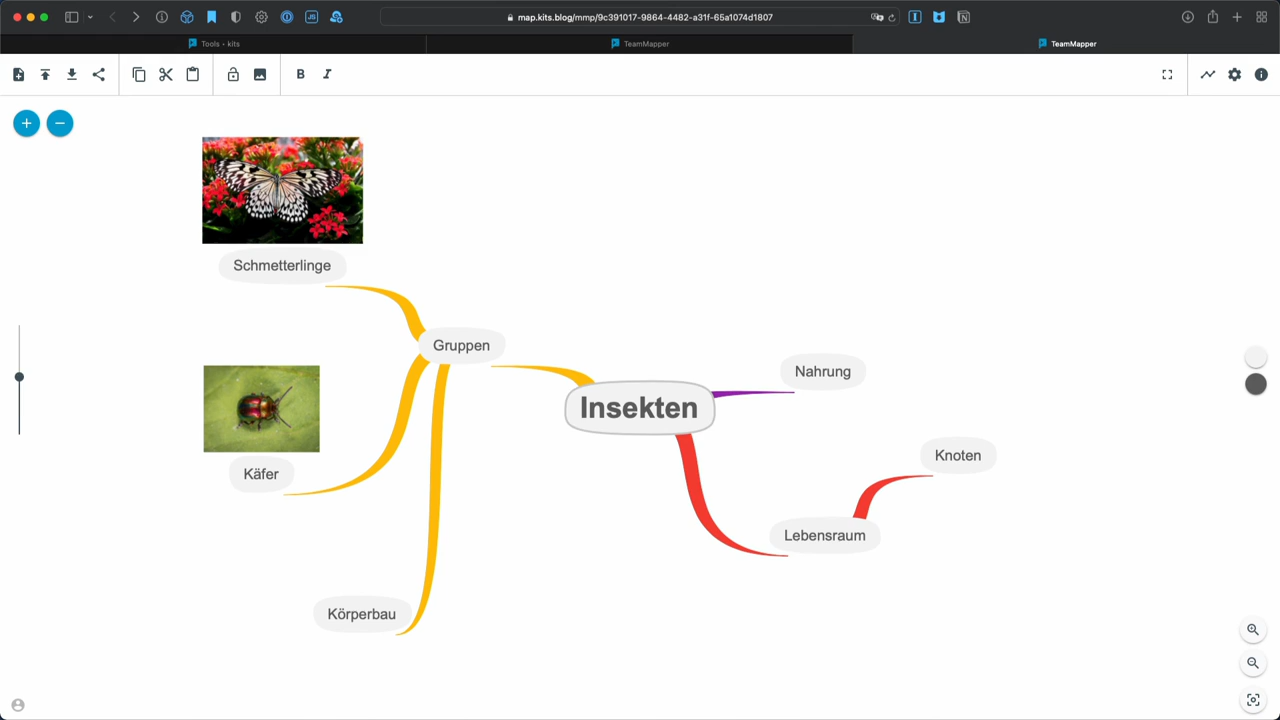 map.kits.blog/mmp/9c391017-9864-4482-a31f-65a1074d1807
Tools - kits
TeamMapper
TeamMapper
B I
Schmetterlinge
Gruppen
Nahrung
Insekten
Knoten
Käfer
Lebensraum
Körperbau